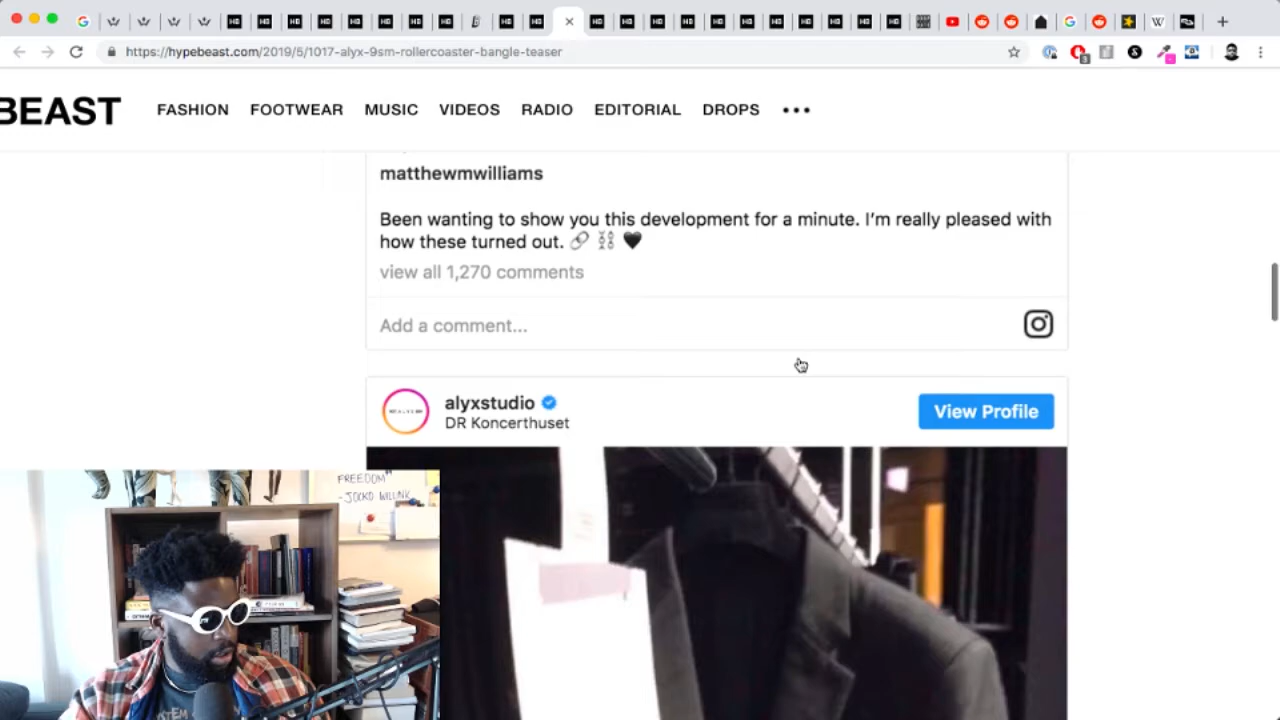 https://hypebeast.com/2019/5/1017-alyx-9sm-rollercoaster-bangle-teaser
BEAST FASHION FOOTWEAR MUSIC VIDEOS RADIO EDITORIAL DROPS •••
matthewmwilliams
Been wanting to show you this development for a minute. I'm really pleased with
how these turned out. 🔗 ⛓ 🖤
view all 1,270 comments
Add a comment...
alyxstudio
DR Koncerthuset
View Profile
FREEDOM"
-JOCKO WILLINK